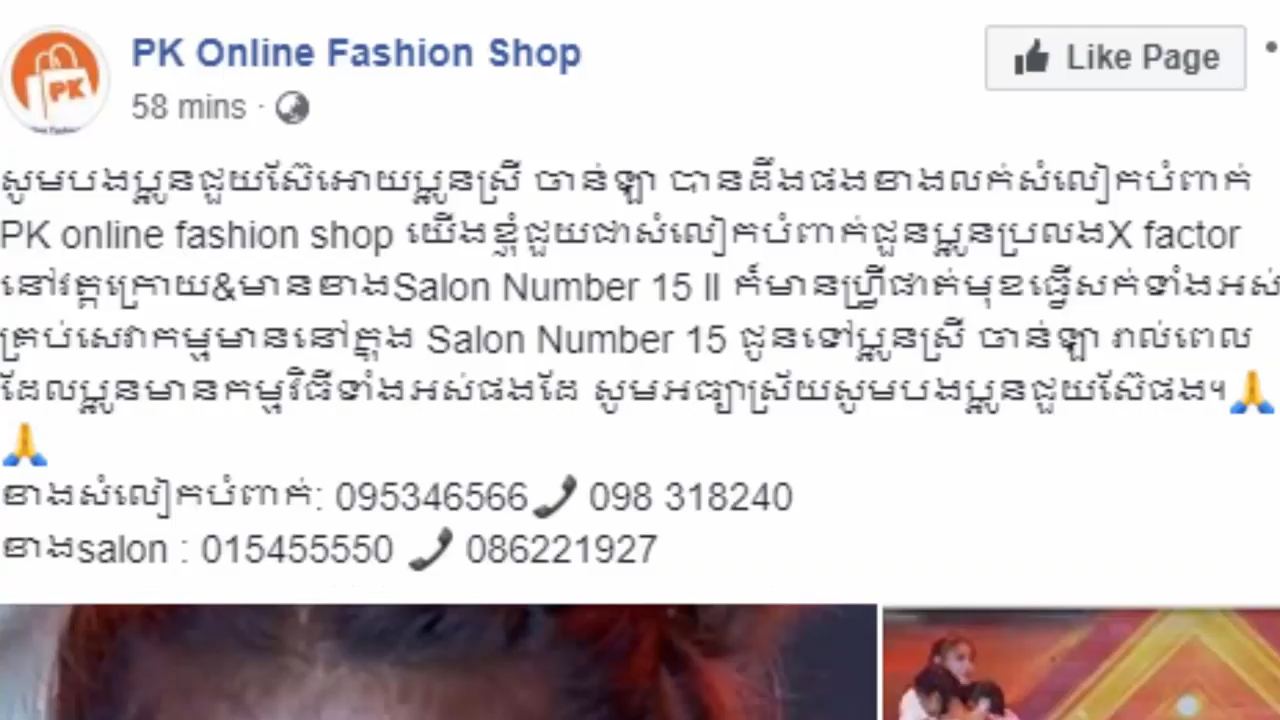 PK Online Fashion Shop
58 mins ·
Like Page
PK
សូមបងប្អូនជួយស៊ែអោយប្អូនស្រី ចាន់ឡា បានដឹងផងខាងលក់សំលៀកបំពាក់
PK online fashion shop យើងខ្ញុំជួយជាសំលៀកបំពាក់ជូនប្អូនប្រលងX factor
នៅវគ្គក្រោយ&មានខាងSalon Number 15 ll ក៏មានហ្វ្រីផាត់មុខធ្វើសក់ទាំងអស់
គ្រប់សេវាកម្មមាននៅក្នុង Salon Number 15 ជូនទៅប្អូនស្រី ចាន់ឡា រាល់ពេល
ដែលប្អូនមានកម្មវិធីទាំងអស់ផងដែ សូមអធ្យាស្រ័យសូមបងប្អូនជួយស៊ែផង។🙏
🙏
ខាងសំលៀកបំពាក់: 095346566📞 098 318240
ខាងsalon : 015455550 📞 086221927